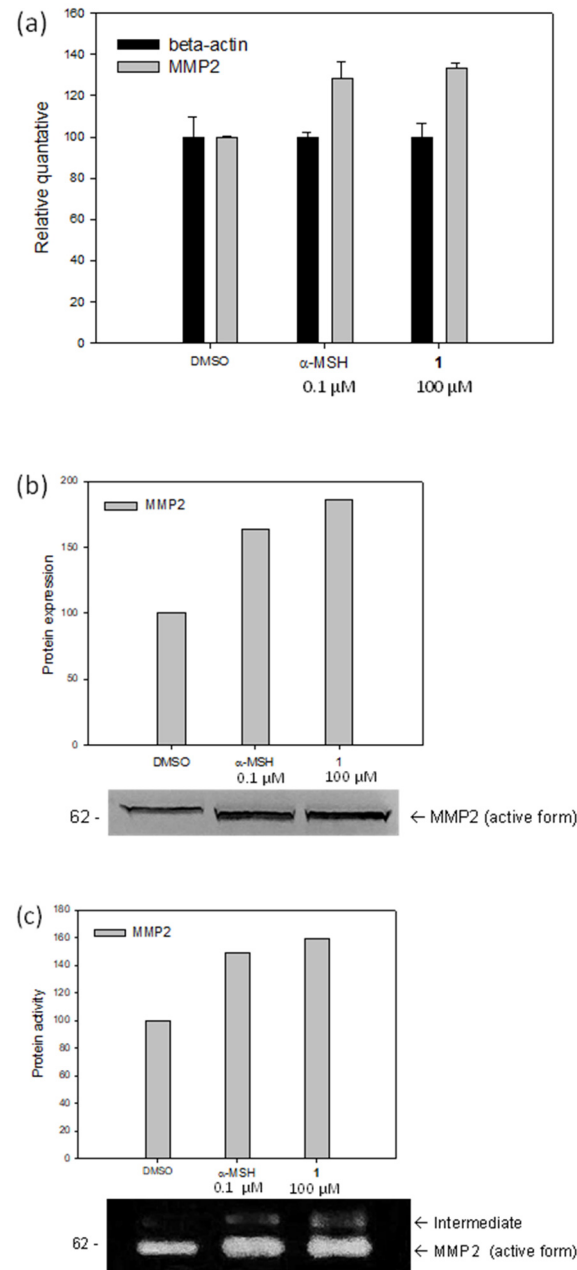 (a)
beta-actin
MMP2
Relative quantative
160
140
120
100
80
60
40
20
0
DMSO
α-MSH
1
0.1 μM
100 μM
(b)
MMP2
Protein expression
200
150
100
50
0
DMSO
α-MSH
1
0.1 μM
100 μM
62 -
← MMP2 (active form)
(c)
MMP2
Protein activity
180
160
140
120
100
80
60
40
20
0
DMSO
α-MSH
1
0.1 μM
100 μM
← Intermediate
62 -
← MMP2 (active form)